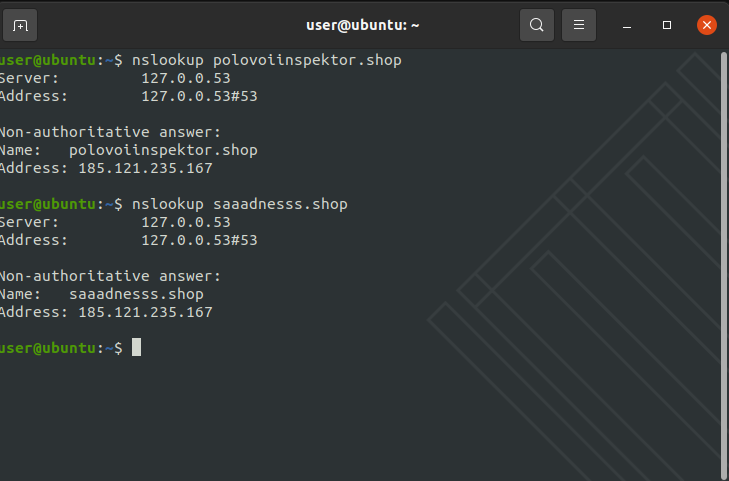 user@ubuntu: ~
user@ubuntu:~$ nslookup polovoiinspektor.shop
Server:         127.0.0.53
Address:        127.0.0.53#53
Non-authoritative answer:
Name:   polovoiinspektor.shop
Address: 185.121.235.167
user@ubuntu:~$ nslookup saaadnesss.shop
Server:         127.0.0.53
Address:        127.0.0.53#53
Non-authoritative answer:
Name:   saaadnesss.shop
Address: 185.121.235.167
user@ubuntu:~$